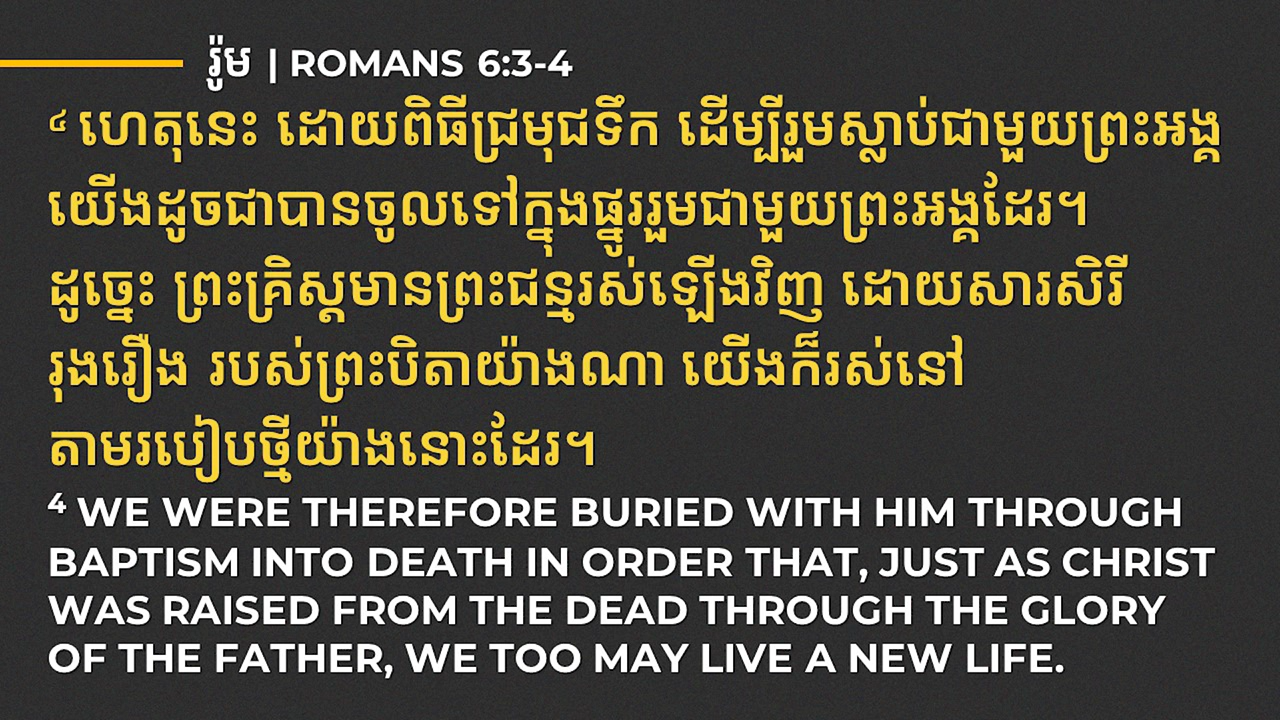 រ៉ូម | ROMANS 6:3-4
៤ ហេតុនេះ ដោយពិធីជ្រមុជទឹក ដើម្បីរួមស្លាប់ជាមួយព្រះអង្គ
យើងដូចជាបានចូលទៅក្នុងផ្នូររួមជាមួយព្រះអង្គដែរ។
ដូច្នេះ ព្រះគ្រិស្តមានព្រះជន្មរស់ឡើងវិញ ដោយសារសិរី
រុងរឿង របស់ព្រះបិតាយ៉ាងណា យើងក៏រស់នៅ
តាមរបៀបថ្មីយ៉ាងនោះដែរ។
4 WE WERE THEREFORE BURIED WITH HIM THROUGH
BAPTISM INTO DEATH IN ORDER THAT, JUST AS CHRIST
WAS RAISED FROM THE DEAD THROUGH THE GLORY
OF THE FATHER, WE TOO MAY LIVE A NEW LIFE.